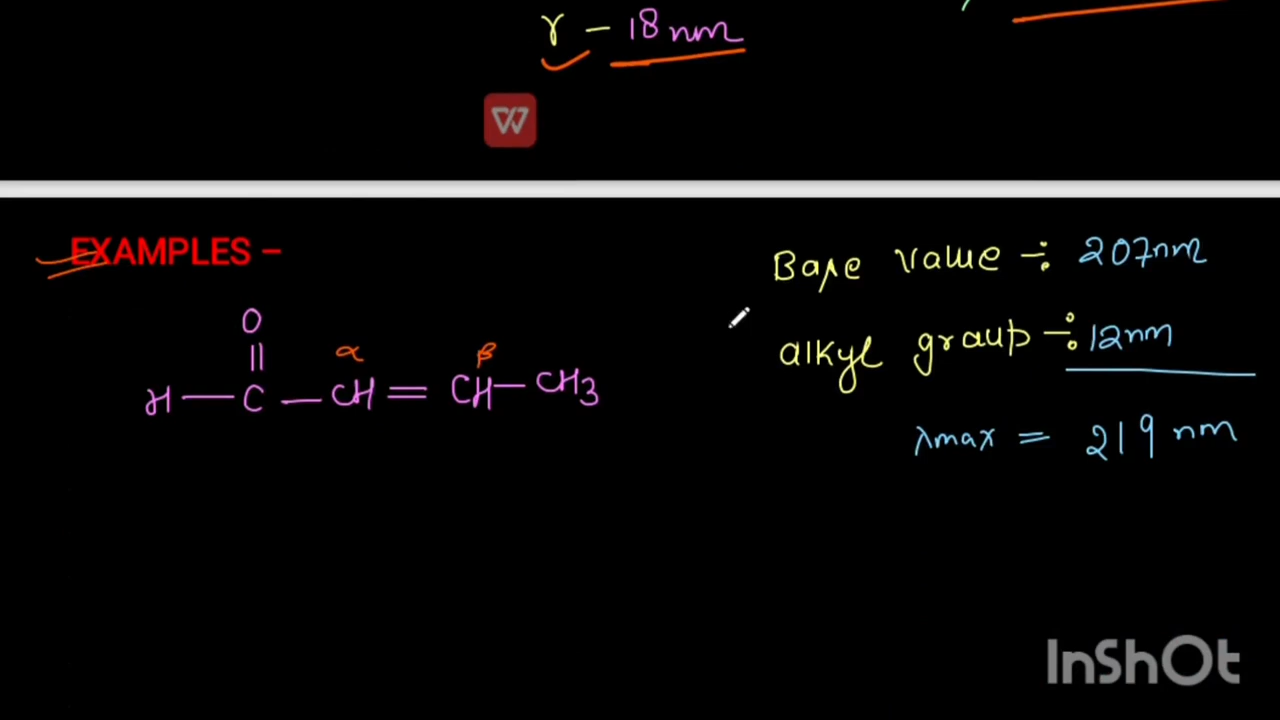 γ - 18 nm
W
EXAMPLES –
Base value ÷ 207nm
alkyl group ÷ 12nm
λmax = 219 nm
O
||
α β
H — C — CH = CH — CH3
InShOt